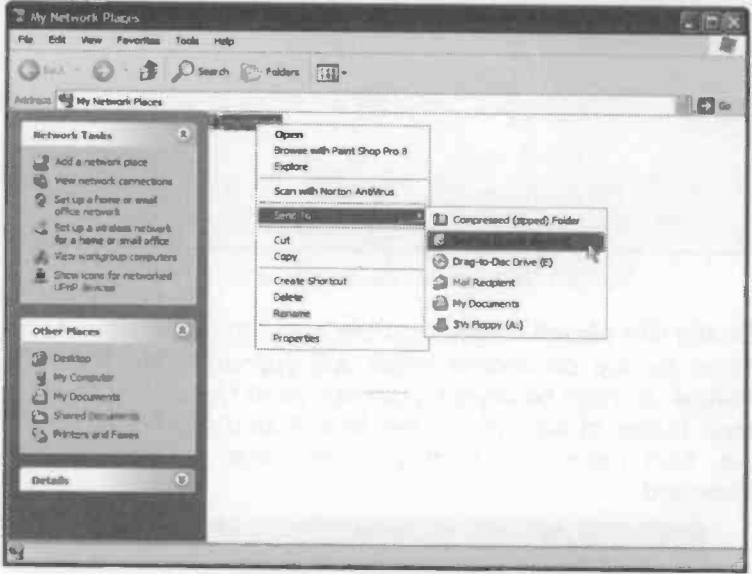 My Network Places
File Edit View Favorites Tools Help
Back Search Folders
Address My Network Places Go
Network Tasks
Add a network place
View network connections
Set up a home or small
office network
Set up a wireless network
for a home or small office
View workgroup computers
Show icons for networked
UPnP devices
Other Places
Desktop
My Computer
My Documents
Shared Documents
Printers and Faxes
Details
Open
Browse with Paint Shop Pro 8
Explore
Scan with Norton AntiVirus
Send To
Cut
Copy
Create Shortcut
Delete
Rename
Properties
Compressed (zipped) Folder
Drag-to-Disc Drive (E)
Mail Recipient
My Documents
3½ Floppy (A:)